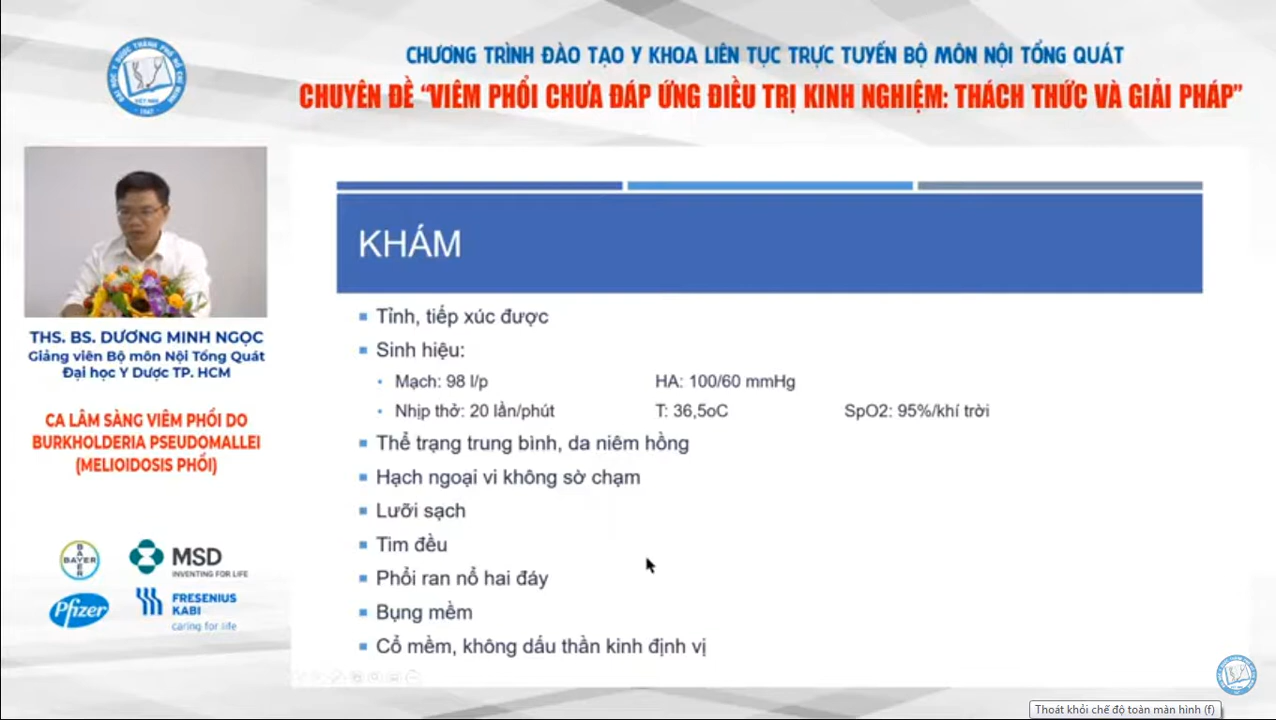 CHƯƠNG TRÌNH ĐÀO TẠO Y KHOA LIÊN TỤC TRỰC TUYẾN BỘ MÔN NỘI TỔNG QUÁT
CHUYÊN ĐỀ “VIÊM PHỔI CHƯA ĐÁP ỨNG ĐIỀU TRỊ KINH NGHIỆM: THÁCH THỨC VÀ GIẢI PHÁP”
THS. BS. DƯƠNG MINH NGỌC
Giảng viên Bộ môn Nội Tổng Quát
Đại học Y Dược TP. HCM
CA LÂM SÀNG VIÊM PHỔI DO
BURKHOLDERIA PSEUDOMALLEI
(MELIOIDOSIS PHỔI)
BAYER
MSD
INVENTING FOR LIFE
Pfizer
FRESENIUS
KABI
caring for life
KHÁM
Tỉnh, tiếp xúc được
Sinh hiệu:
Mạch: 98 l/p HA: 100/60 mmHg
Nhịp thở: 20 lần/phút T: 36,5oC SpO2: 95%/khí trời
Thể trạng trung bình, da niêm hồng
Hạch ngoại vi không sờ chạm
Lưỡi sạch
Tim đều
Phổi ran nổ hai đáy
Bụng mềm
Cổ mềm, không dấu thần kinh định vị
Thoát khỏi chế độ toàn màn hình (f)